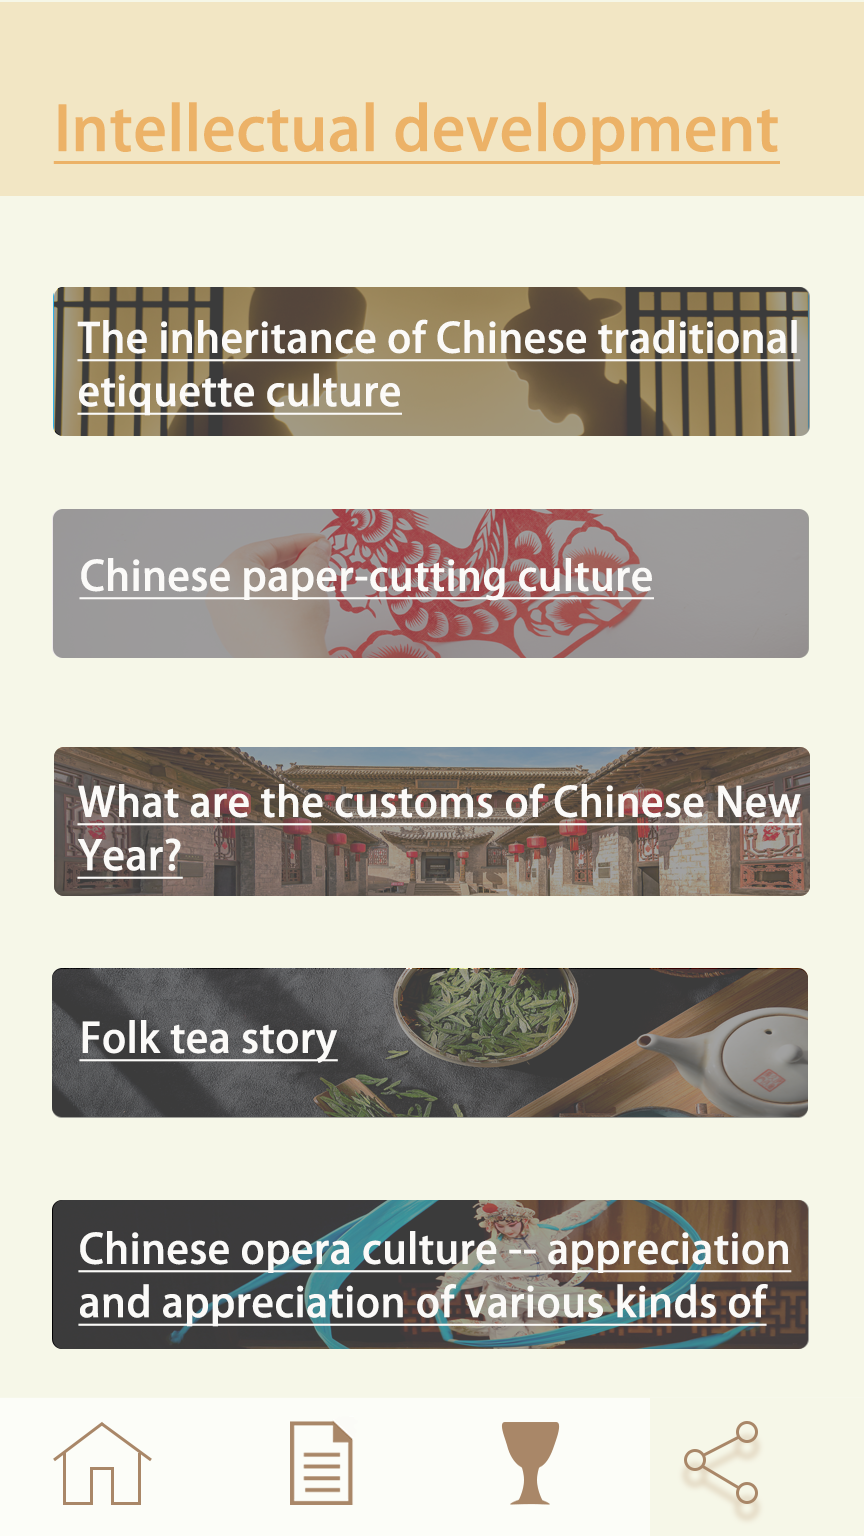 Intellectual development
The inheritance of Chinese traditional
etiquette culture
Chinese paper-cutting culture
What are the customs of Chinese New
Year?
Folk tea story
Chinese opera culture -- appreciation
and appreciation of various kinds of